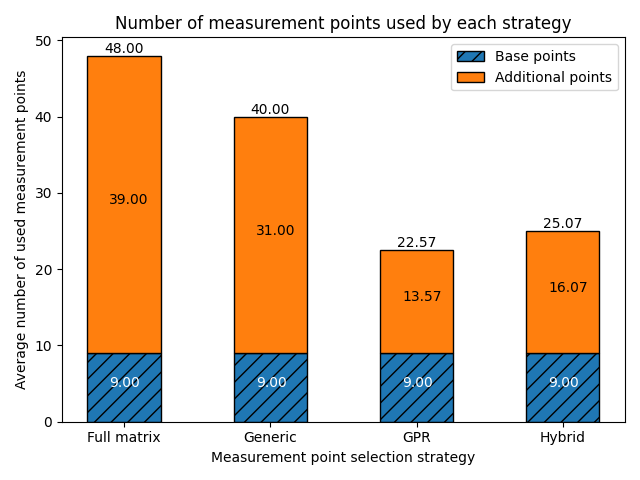 Number of measurement points used by each strategy
Average number of used measurement points
50
40
30
20
10
0
Base points
Additional points
48.00
40.00
22.57
25.07
39.00
31.00
13.57
16.07
9.00
9.00
9.00
9.00
Full matrix
Generic
GPR
Hybrid
Measurement point selection strategy